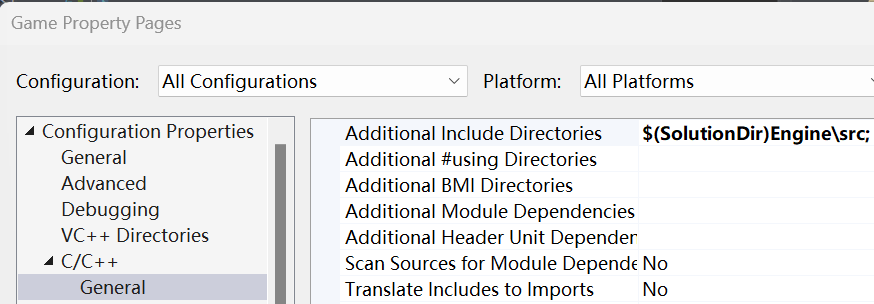 Game Property Pages
Configuration: All Configurations Platform: All Platforms
Configuration Properties
General
Advanced
Debugging
VC++ Directories
C/C++
General
Additional Include Directories $(SolutionDir)Engine\src;
Additional #using Directories
Additional BMI Directories
Additional Module Dependencies
Additional Header Unit Dependen
Scan Sources for Module Depende No
Translate Includes to Imports No